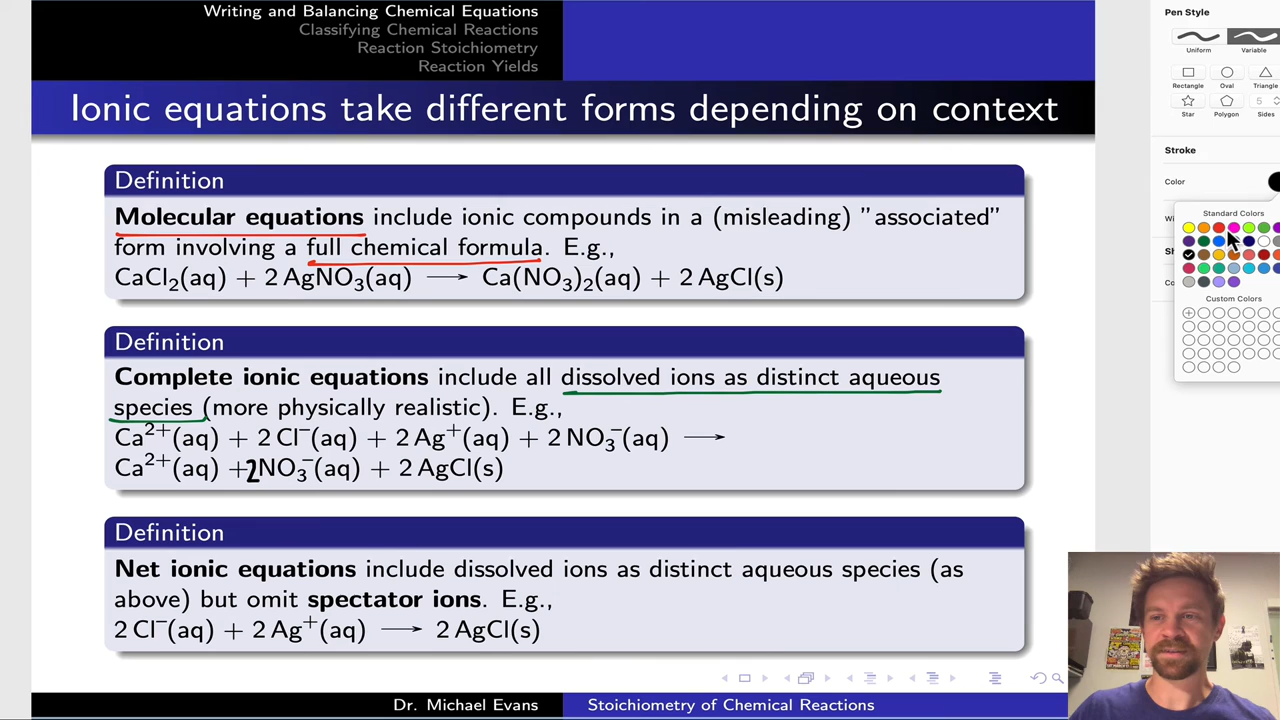 Writing and Balancing Chemical Equations
Classifying Chemical Reactions
Reaction Stoichiometry
Reaction Yields
Ionic equations take different forms depending on context
Definition
Molecular equations include ionic compounds in a (misleading) "associated"
form involving a full chemical formula. E.g.,
CaCl₂(aq) + 2 AgNO₃(aq) ⟶ Ca(NO₃)₂(aq) + 2 AgCl(s)
Definition
Complete ionic equations include all dissolved ions as distinct aqueous
species (more physically realistic). E.g.,
Ca²⁺(aq) + 2 Cl⁻(aq) + 2 Ag⁺(aq) + 2 NO₃⁻(aq) ⟶
Ca²⁺(aq) + 2NO₃⁻(aq) + 2 AgCl(s)
Definition
Net ionic equations include dissolved ions as distinct aqueous species (as
above) but omit spectator ions. E.g.,
2 Cl⁻(aq) + 2 Ag⁺(aq) ⟶ 2 AgCl(s)
Dr. Michael Evans
Stoichiometry of Chemical Reactions
Pen Style
Uniform Variable
Rectangle Oval Triangle
5
Star Polygon Sides
Stroke
Color
Standard Colors
Custom Colors